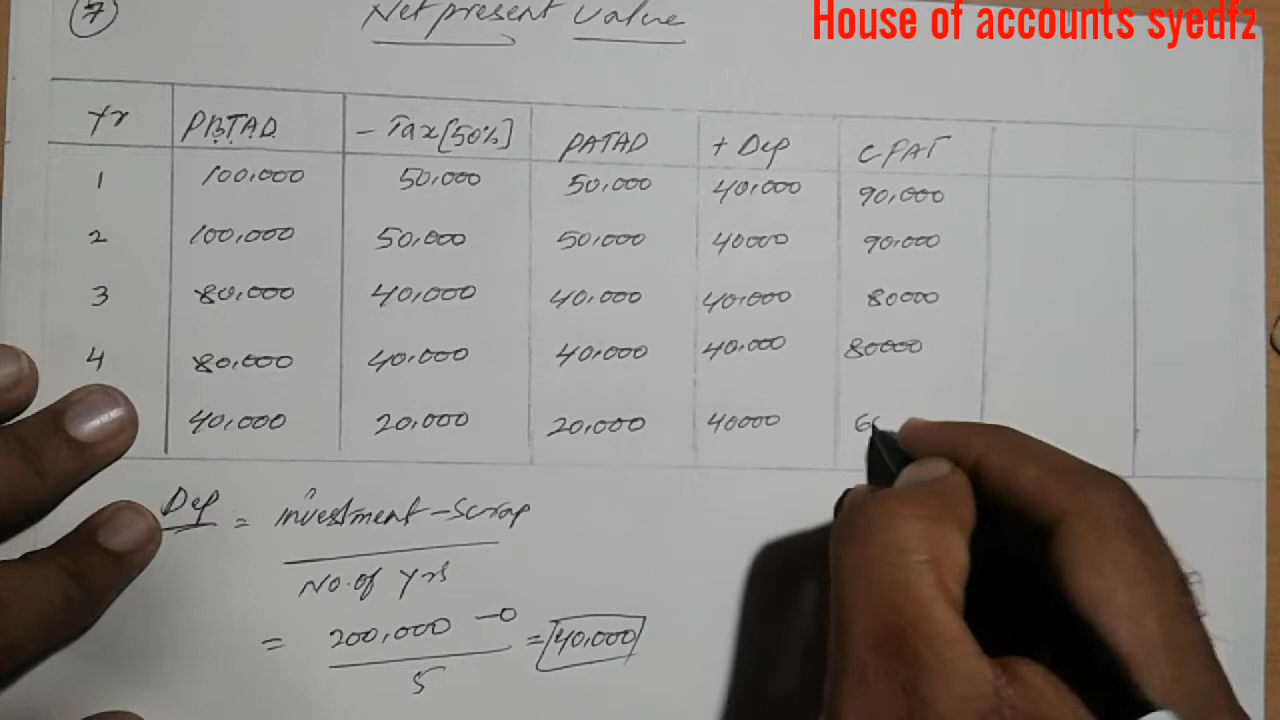 House of accounts syedfz
7
Net present value
Yr PBTAD - Tax [50%] PATAD + Dep CFAT
1 100,000 50,000 50,000 40,000 90,000
2 100,000 50,000 50,000 40000 90,000
3 80,000 40,000 40,000 40,000 80000
4 80,000 40,000 40,000 40,000 80000
40,000 20,000 20,000 40000 6
Dep = investment - Scrap
No. of yrs
= 200,000 - 0 = 40,000
5